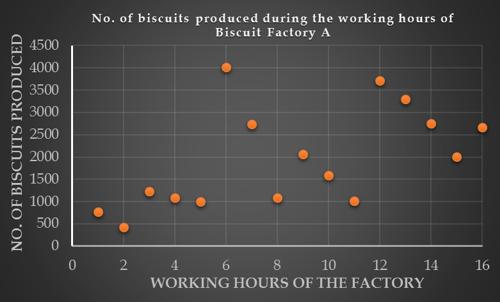 No. of biscuits produced during the working hours of
Biscuit Factory A
NO. OF BISCUITS PRODUCED
4500
4000
3500
3000
2500
2000
1500
1000
500
0
0 2 4 6 8 10 12 14 16
WORKING HOURS OF THE FACTORY